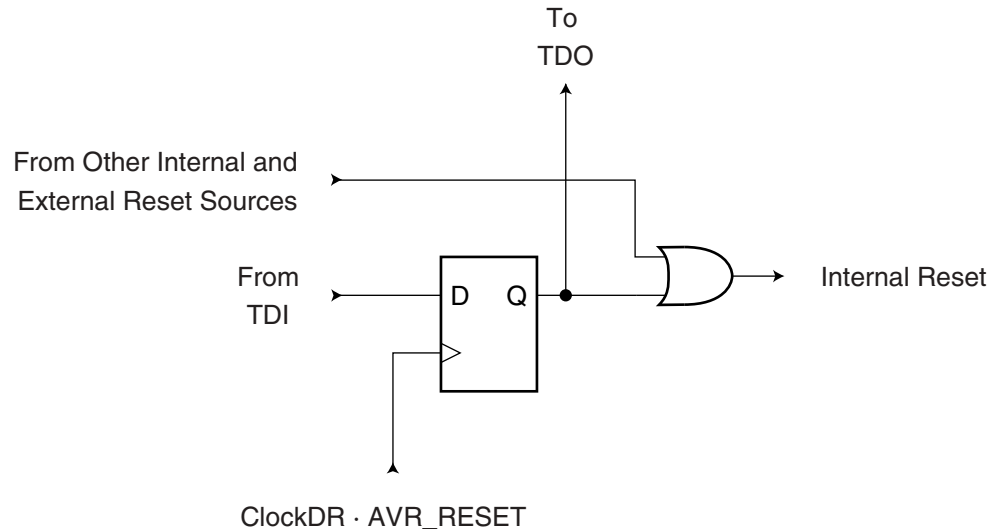 To
TDO
From Other Internal and
External Reset Sources
From
TDI
D
Q
Internal Reset
ClockDR · AVR_RESET